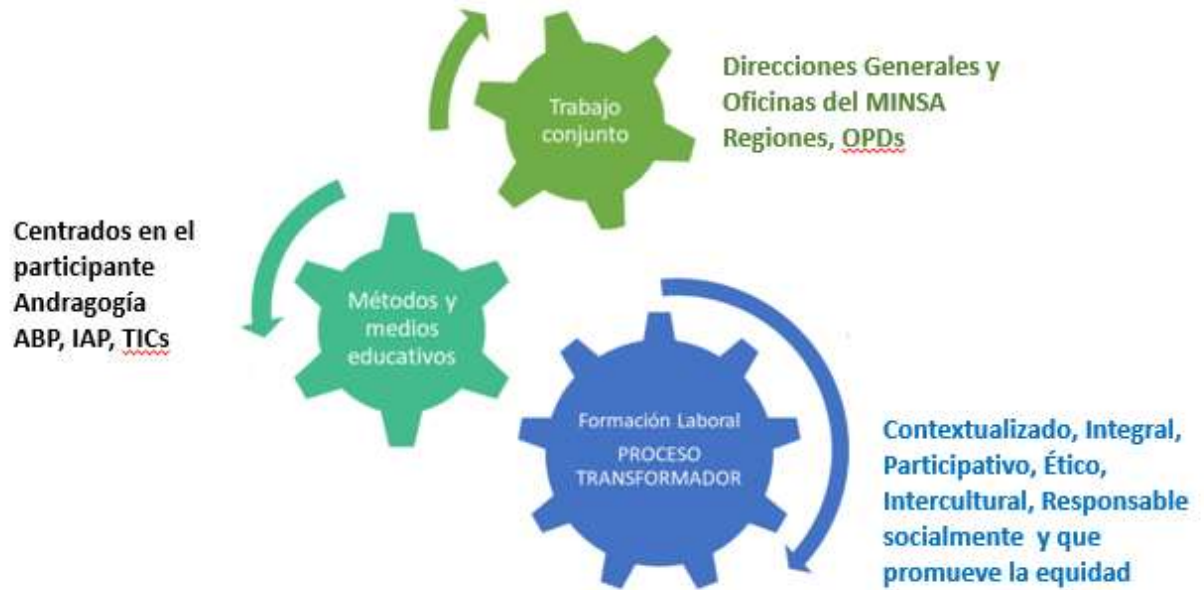 Trabajo
conjunto
Direcciones Generales y
Oficinas del MINSA
Regiones, OPDs
Centrados en el
participante
Andragogía
ABP, IAP, TICs
Métodos y
medios
educativos
Formación Laboral
PROCESO
TRANSFORMADOR
Contextualizado, Integral,
Participativo, Ético,
Intercultural, Responsable
socialmente y que
promueve la equidad